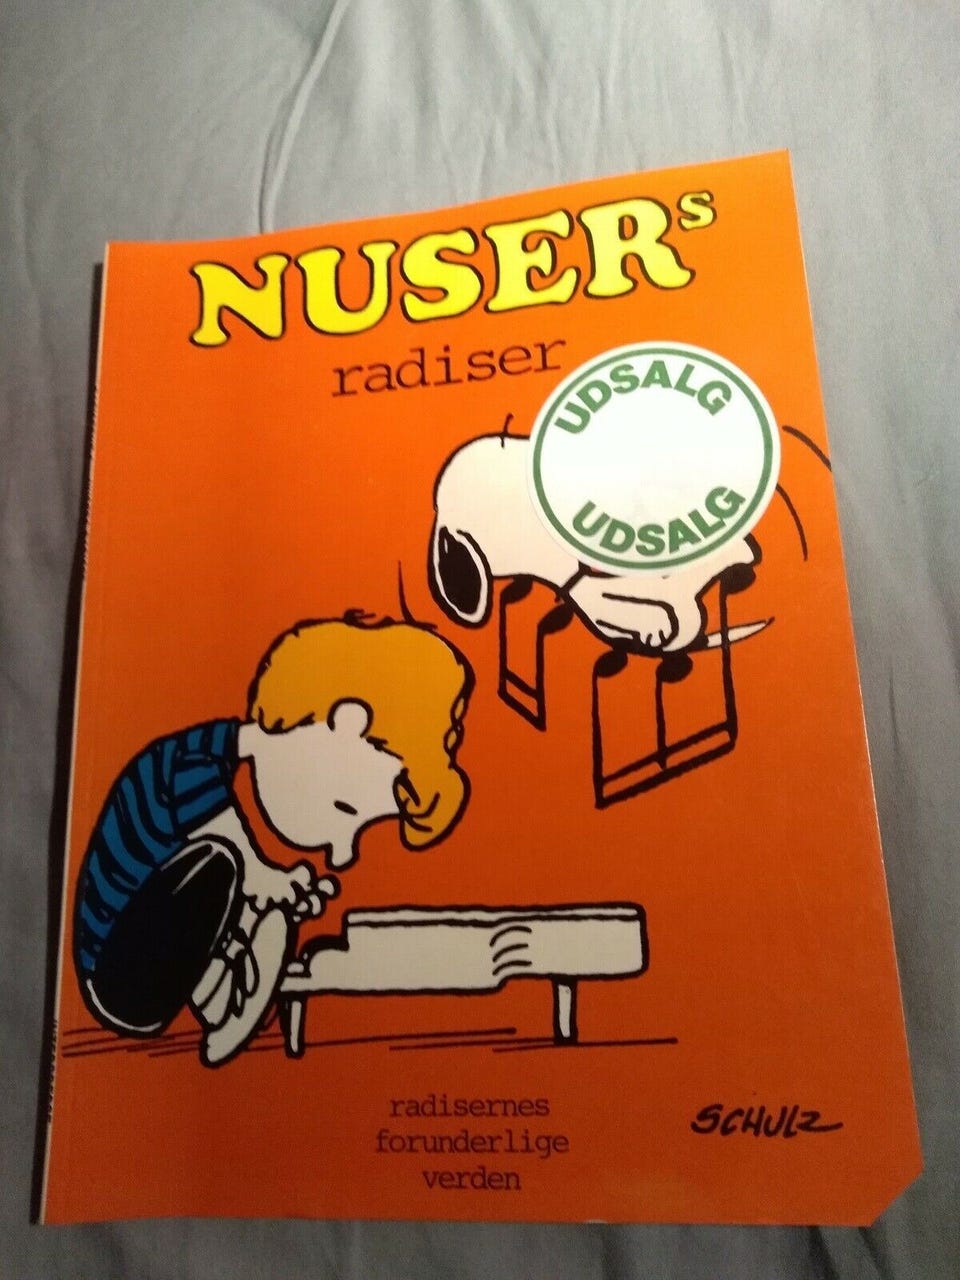 NUSERs
radiser
UDSALG
UDSALG
radisernes
forunderlige
verden
SCHULZ